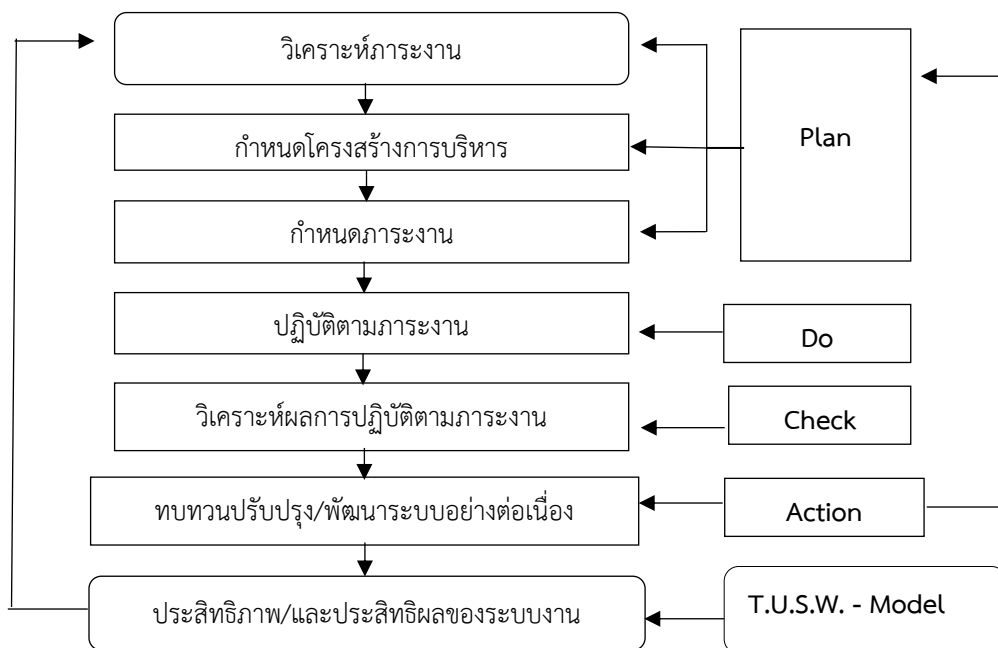 วิเคราะห์ภาระงาน
กำหนดโครงสร้างการบริหาร
Plan
กำหนดภาระงาน
ปฏิบัติตามภาระงาน
Do
วิเคราะห์ผลการปฏิบัติตามภาระงาน
Check
ทบทวนปรับปรุง/พัฒนาระบบอย่างต่อเนื่อง
Action
ประสิทธิภาพ/และประสิทธิผลของระบบงาน
T.U.S.W. - Model